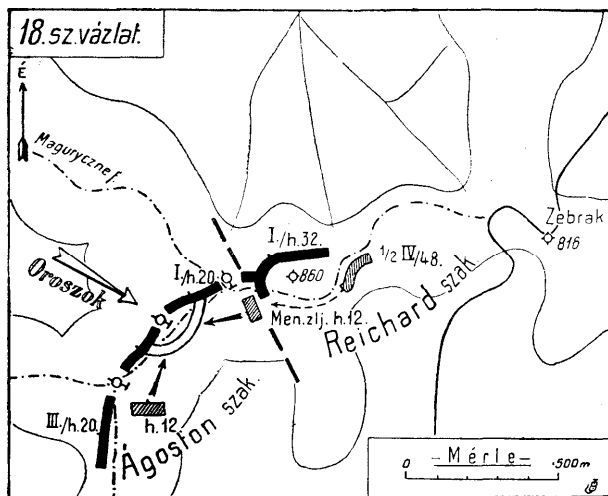 18.sz.vázlat.
É
Maguryczne f.
Oroszok
I./h.20.
I./h.32.
860
½ IV/48.
Zebrak
816
Men.zlj. h.12.
Reichard szak.
III./h.20.
h.12.
Ágoston szak.
-Mérle-
0 500m